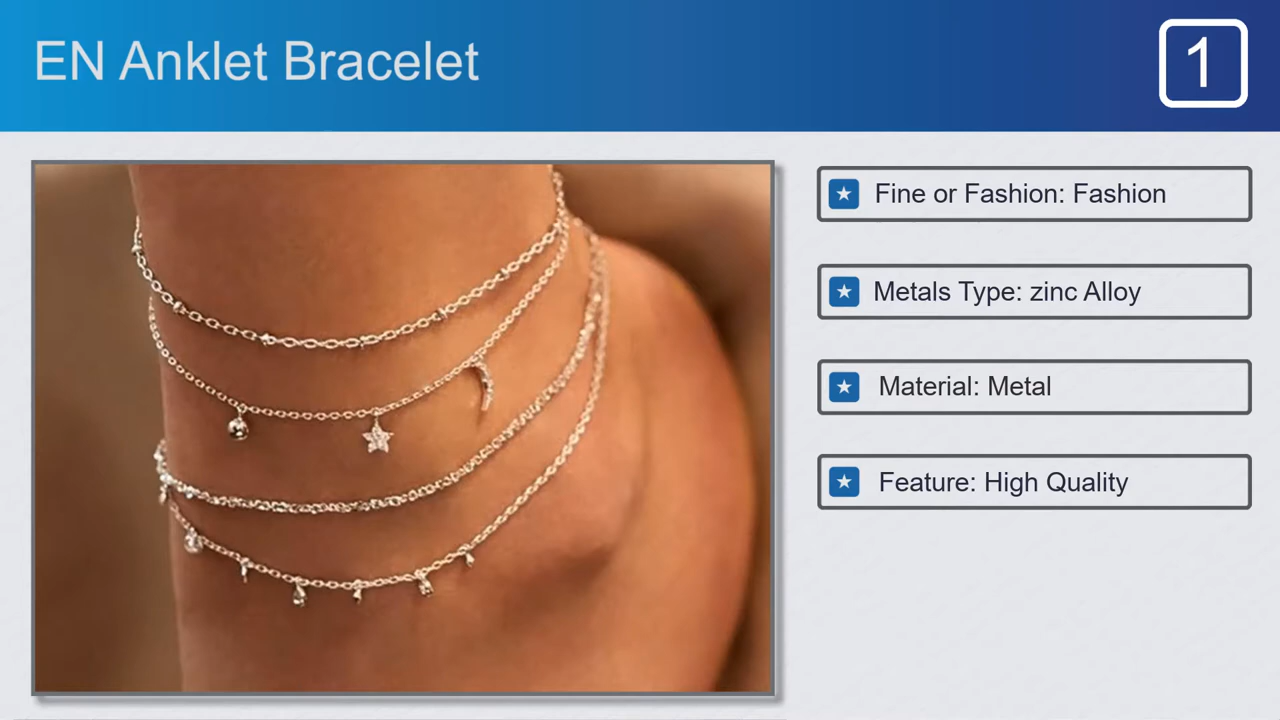 EN Anklet Bracelet
1
Fine or Fashion: Fashion
Metals Type: zinc Alloy
Material: Metal
Feature: High Quality